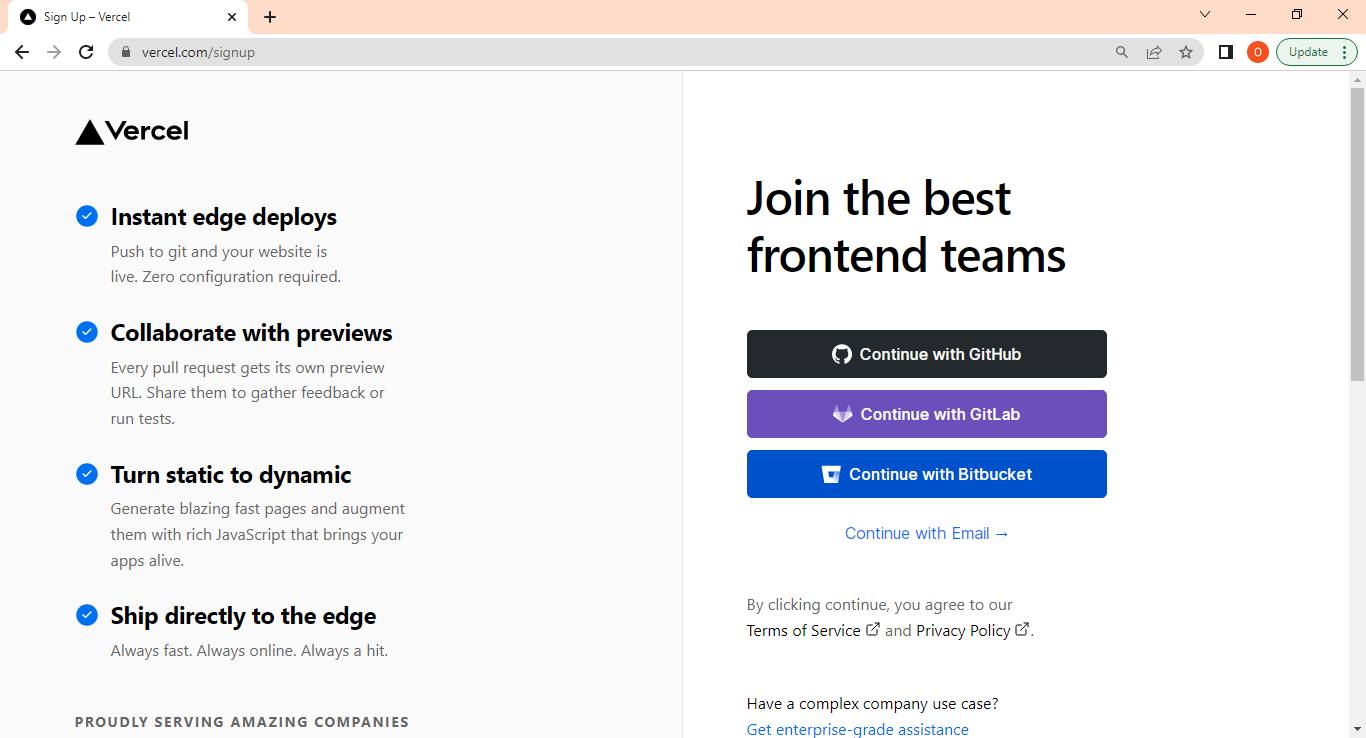 Sign Up – Vercel
vercel.com/signup
O
Update
Vercel
Instant edge deploys
Push to git and your website is
live. Zero configuration required.
Collaborate with previews
Every pull request gets its own preview
URL. Share them to gather feedback or
run tests.
Turn static to dynamic
Generate blazing fast pages and augment
them with rich JavaScript that brings your
apps alive.
Ship directly to the edge
Always fast. Always online. Always a hit.
PROUDLY SERVING AMAZING COMPANIES
Join the best
frontend teams
Continue with GitHub
Continue with GitLab
Continue with Bitbucket
Continue with Email →
By clicking continue, you agree to our
Terms of Service and Privacy Policy.
Have a complex company use case?
Get enterprise-grade assistance